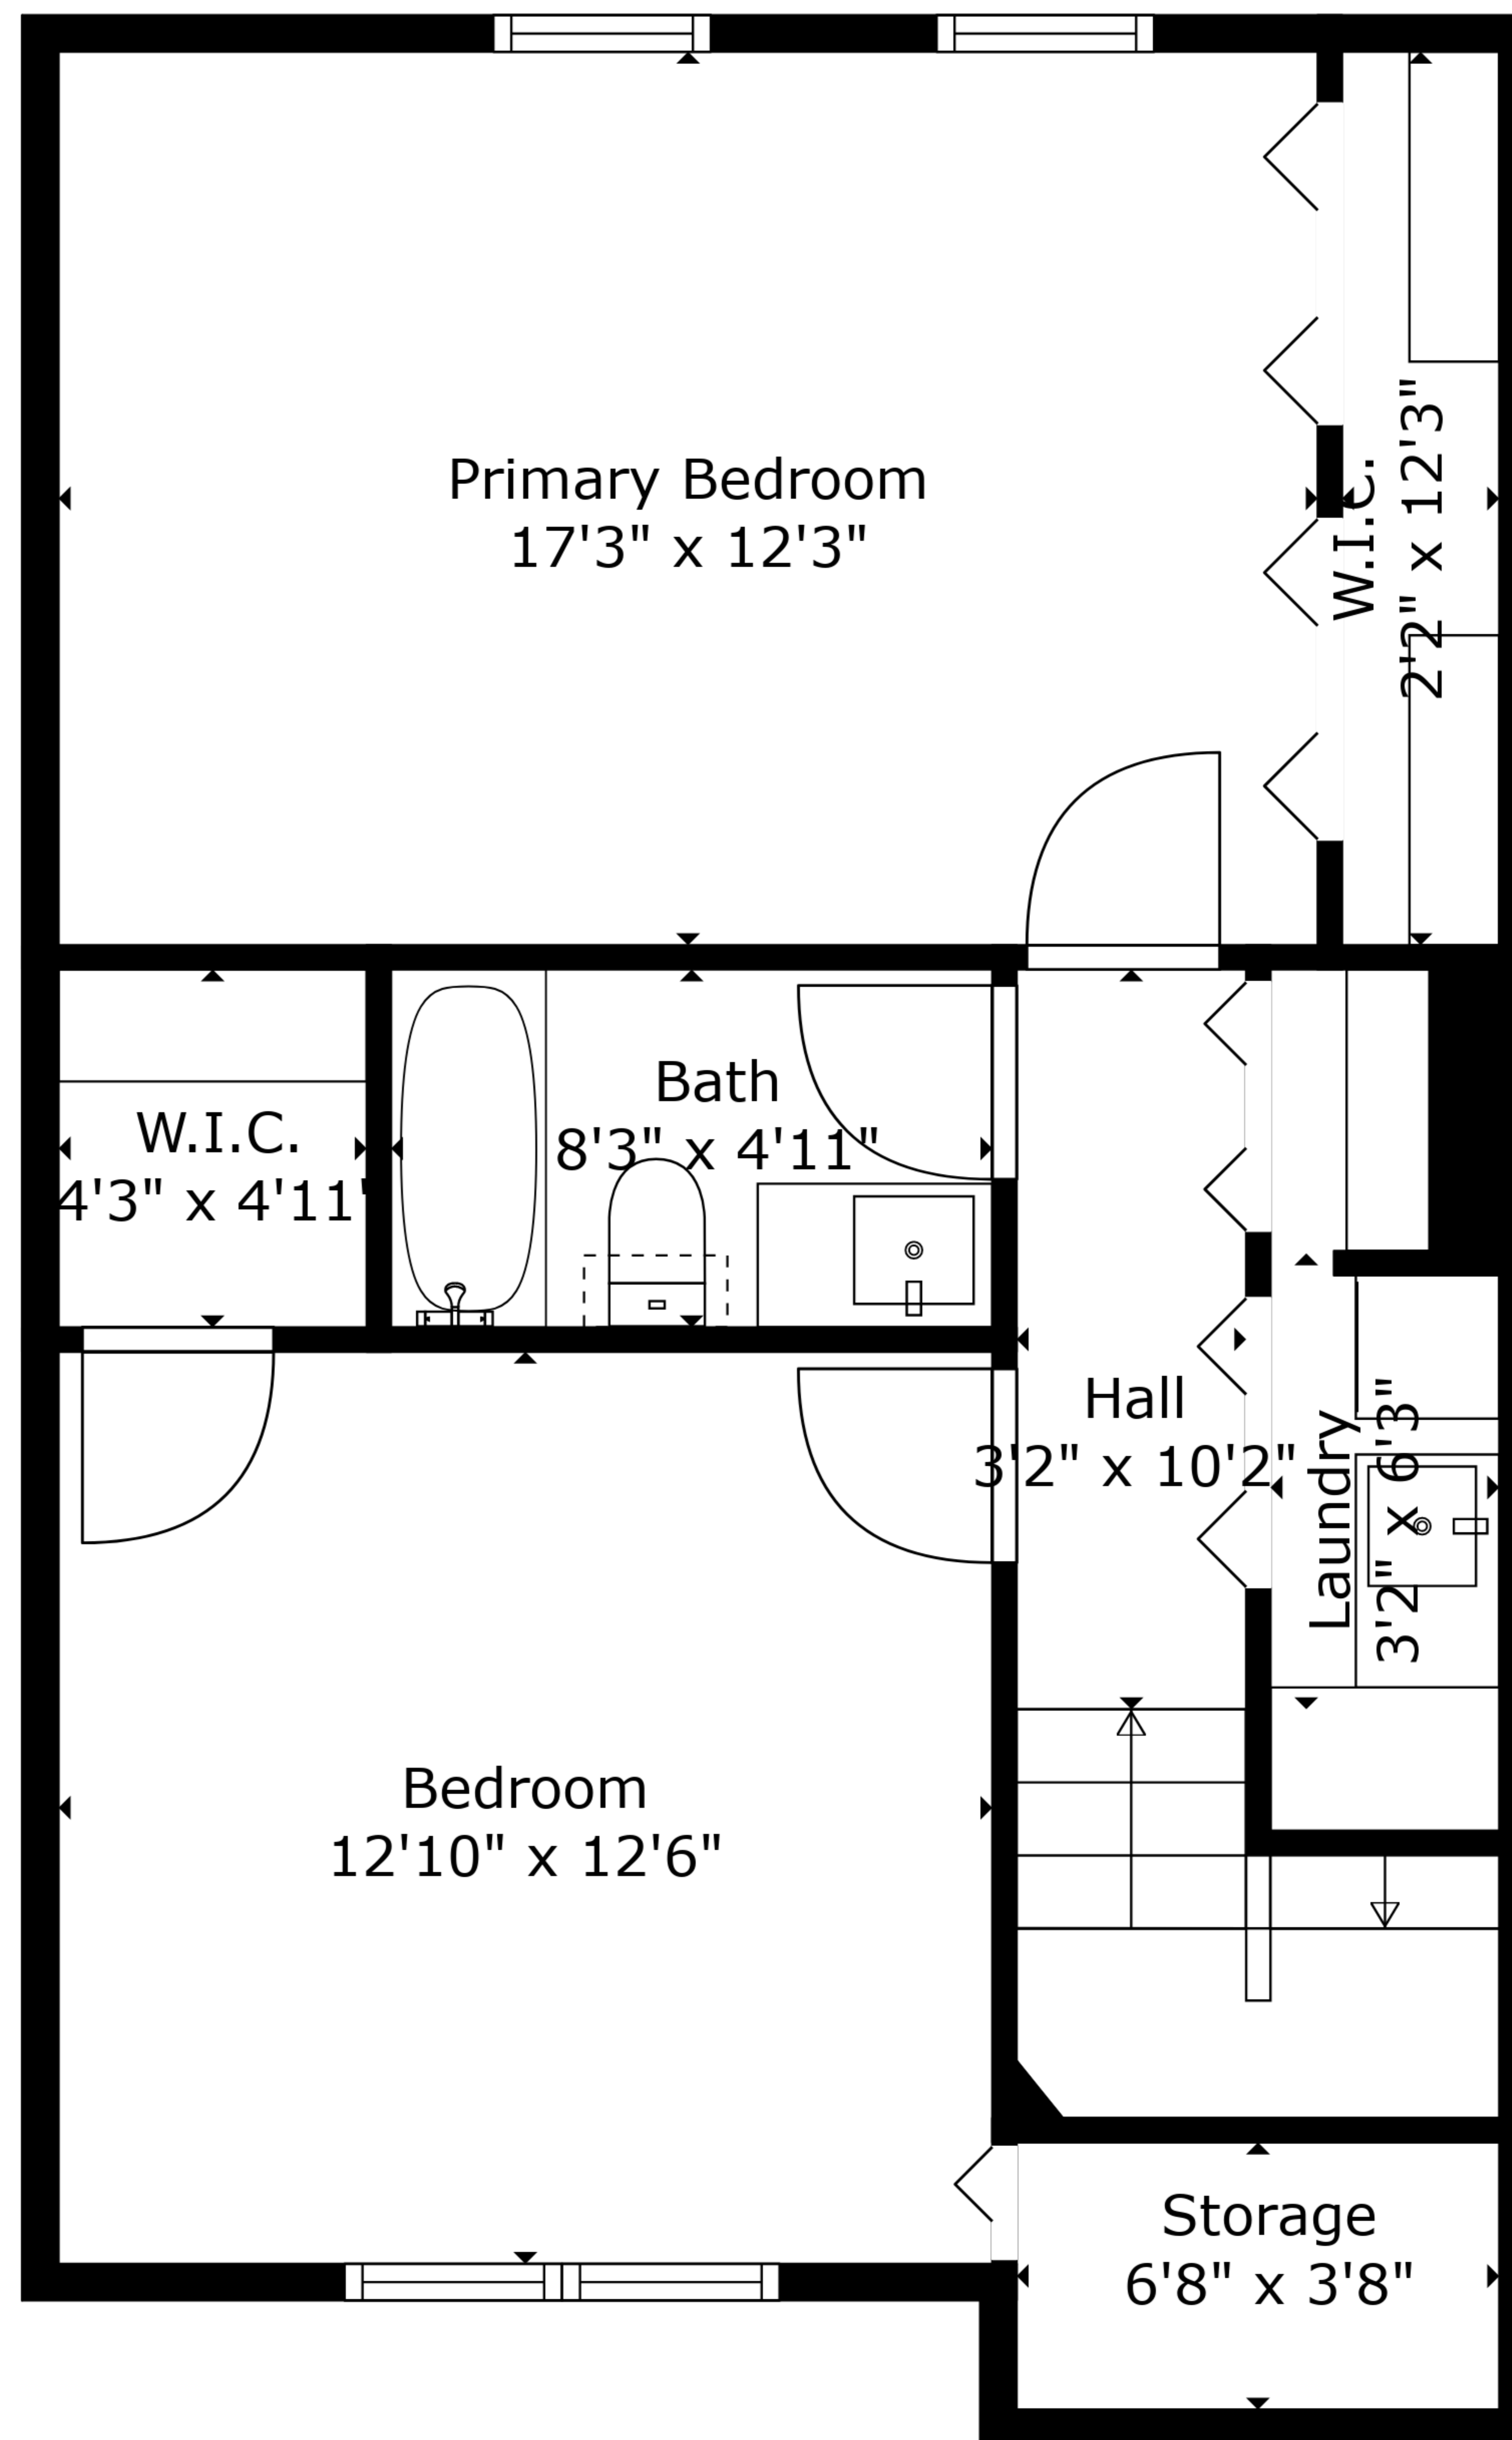 Primary Bedroom
17'3" x 12'3"
W.I.C.
2'2" x 12'3"
Bath
8'3" x 4'11"
W.I.C.
4'3" x 4'11"
Hall
3'2" x 10'2"
Laundry
3'2" x 6'3"
Bedroom
12'10" x 12'6"
Storage
6'8" x 3'8"